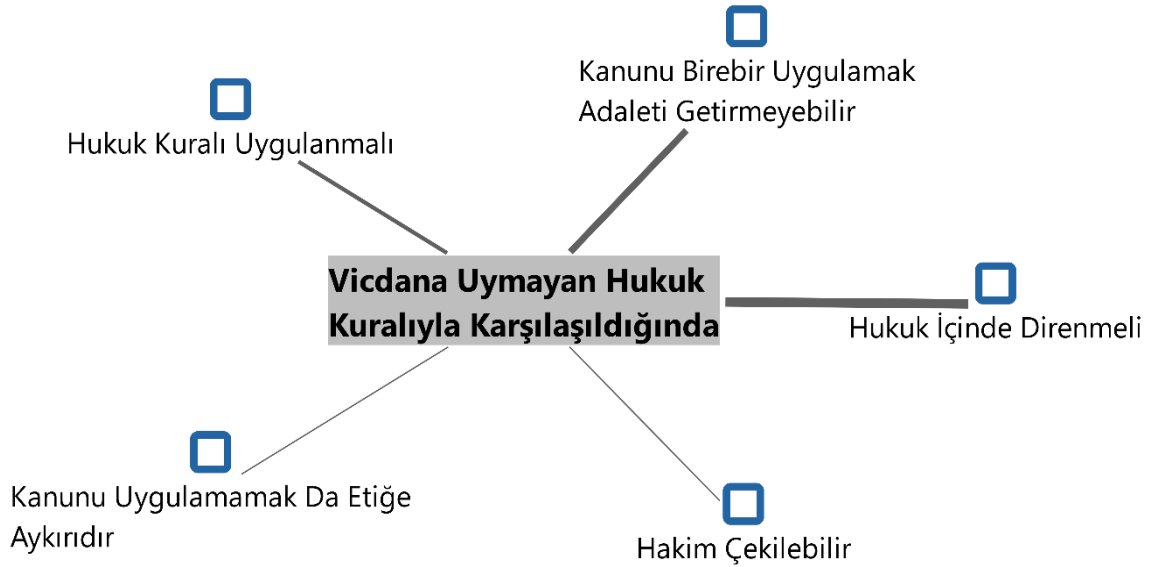 Kanunu Birebir Uygulamak
Adaleti Getirmeyebilir
Hukuk Kuralı Uygulanmalı
Vicdana Uymayan Hukuk
Kuralıyla Karşılaşıldığında
Hukuk İçinde Direnmeli
Kanunu Uygulamamak Da Etiğe
Aykırıdır
Hakim Çekilebilir